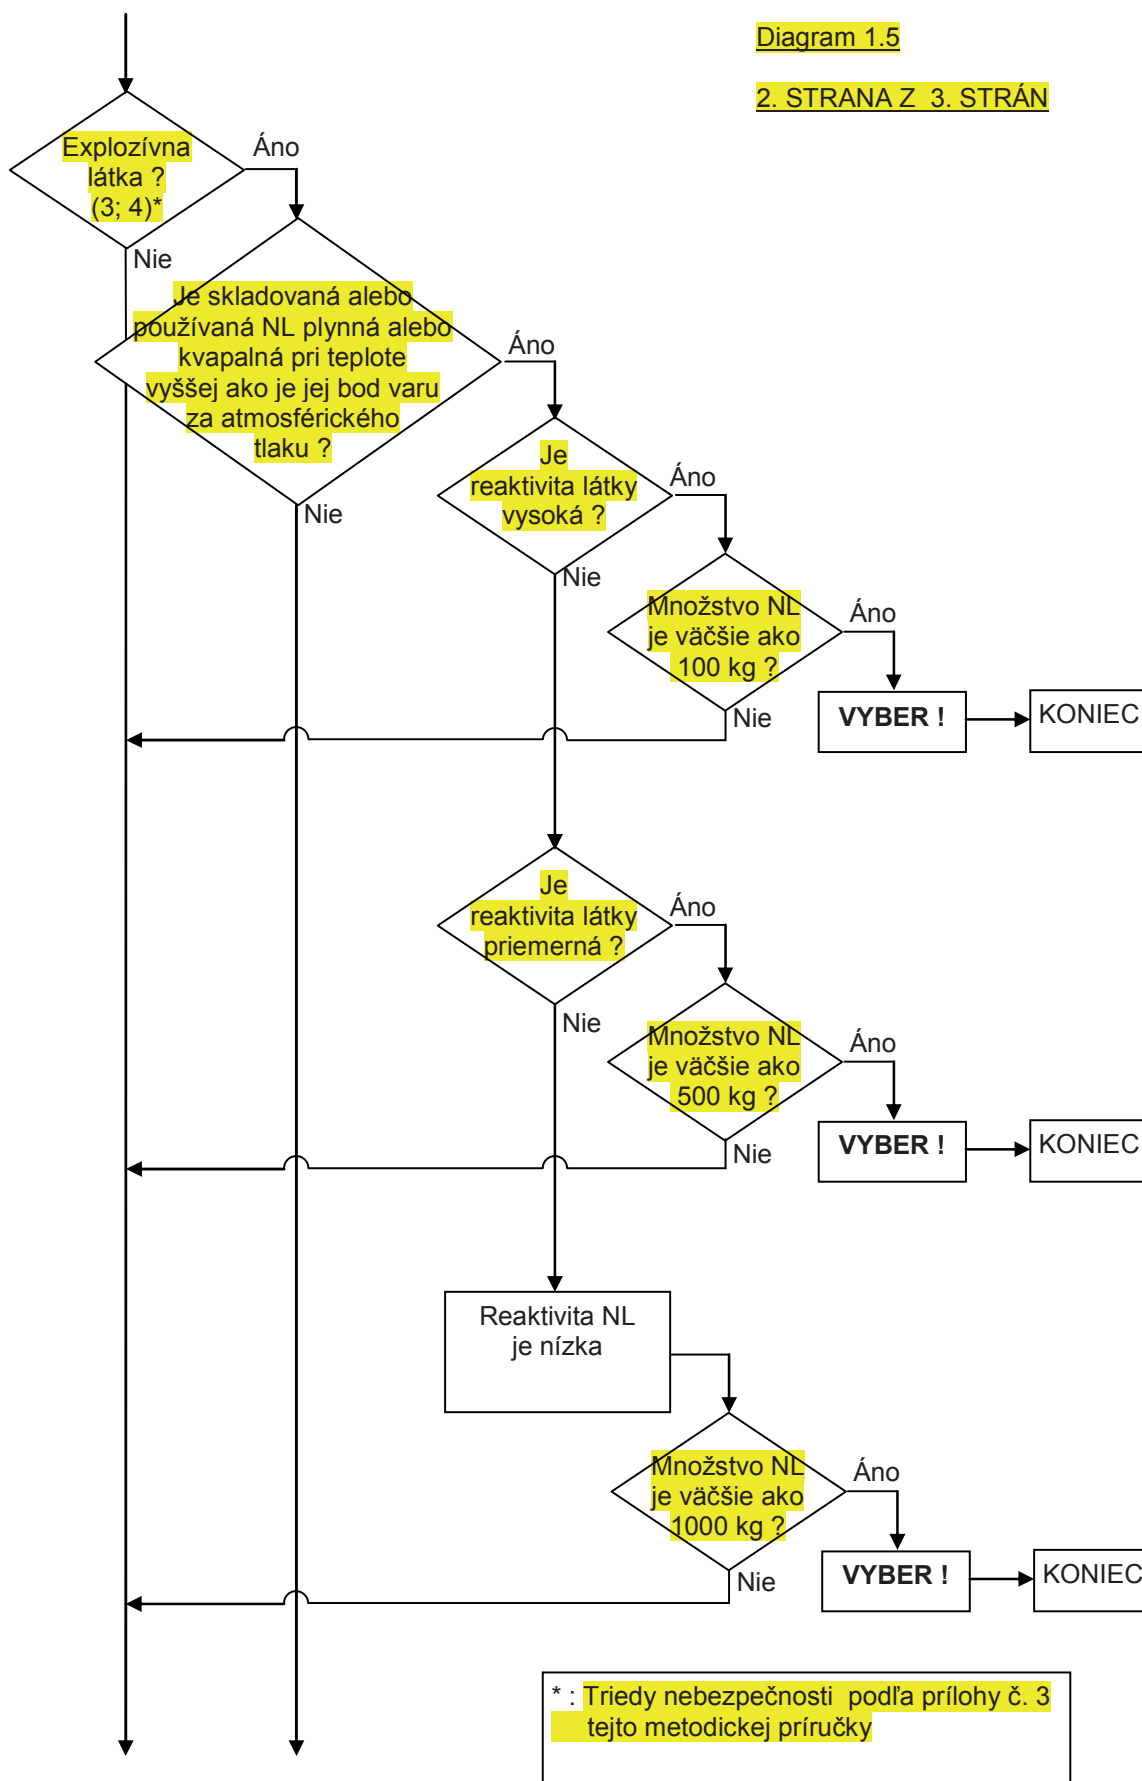 Diagram 1.5
2. STRANA Z 3. STRÁN
Explozívna
látka ?
(3; 4)*
Áno
Nie
Je skladovaná alebo
používaná NL plynná alebo
kvapalná pri teplote
vyššej ako je jej bod varu
za atmosférického
tlaku ?
Áno
Nie
Je
reaktivita látky
vysoká ?
Áno
Nie
Množstvo NL
je väčšie ako
100 kg ?
Áno
Nie
VYBER !
KONIEC
Je
reaktivita látky
priemerná ?
Áno
Nie
Množstvo NL
je väčšie ako
500 kg ?
Áno
Nie
VYBER !
KONIEC
Reaktivita NL
je nízka
Množstvo NL
je väčšie ako
1000 kg ?
Áno
Nie
VYBER !
KONIEC
* : Triedy nebezpečnosti podľa prílohy č. 3
tejto metodickej príručky